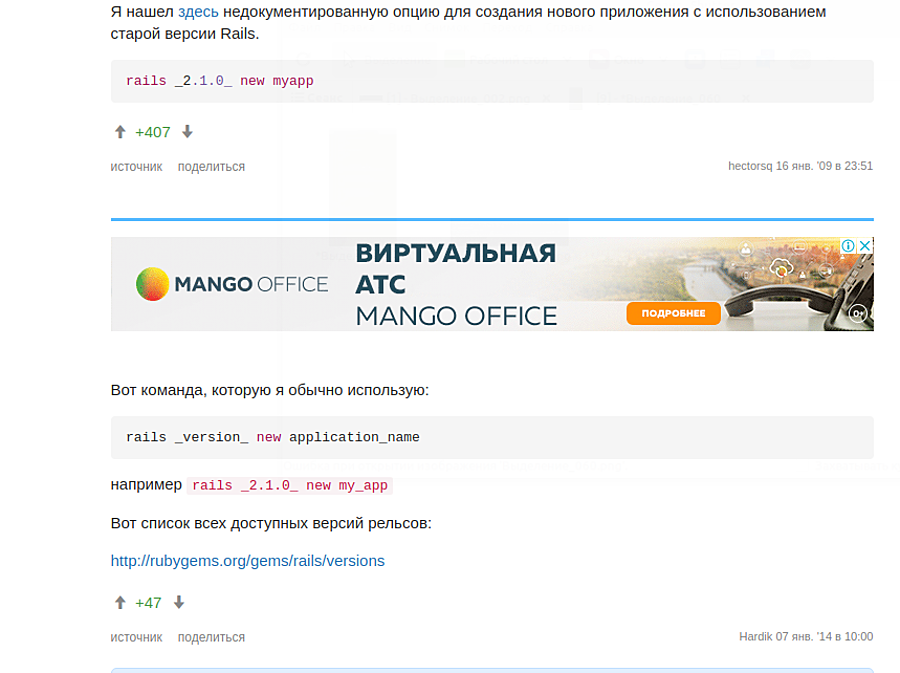 Я нашел здесь недокументированную опцию для создания нового приложения с использованием
старой версии Rails.
rails _2.1.0_ new myapp
+407
источник поделиться hectorsq 16 янв. '09 в 23:51
MANGO OFFICE
ВИРТУАЛЬНАЯ
АТС
MANGO OFFICE
ПОДРОБНЕЕ
0+
Вот команда, которую я обычно использую:
rails _version_ new application_name
например rails _2.1.0_ new my_app
Вот список всех доступных версий рельсов:
http://rubygems.org/gems/rails/versions
+47
источник поделиться Hardik 07 янв. '14 в 10:00